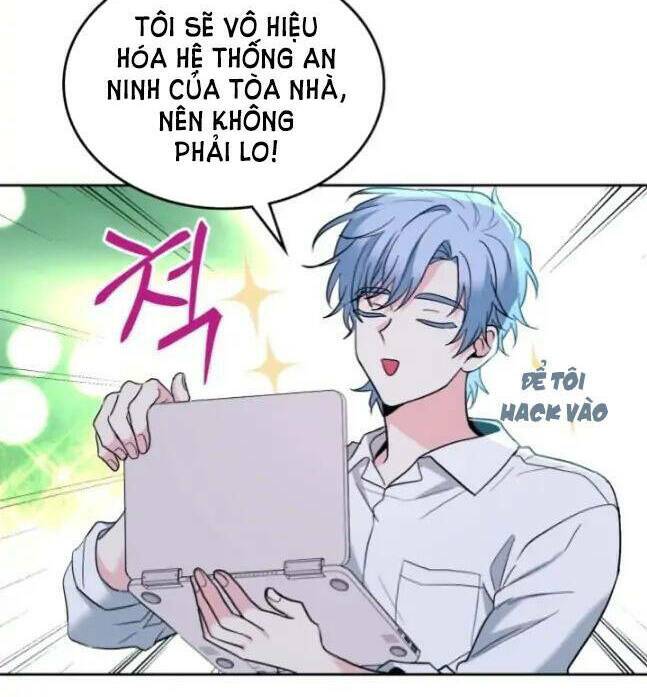 TÔI SẼ VÔ HIỆU
HÓA HỆ THỐNG AN
NINH CỦA TÒA NHÀ,
NÊN KHÔNG
PHẢI LO!
척
ĐỂ TÔI
HACK VÀO